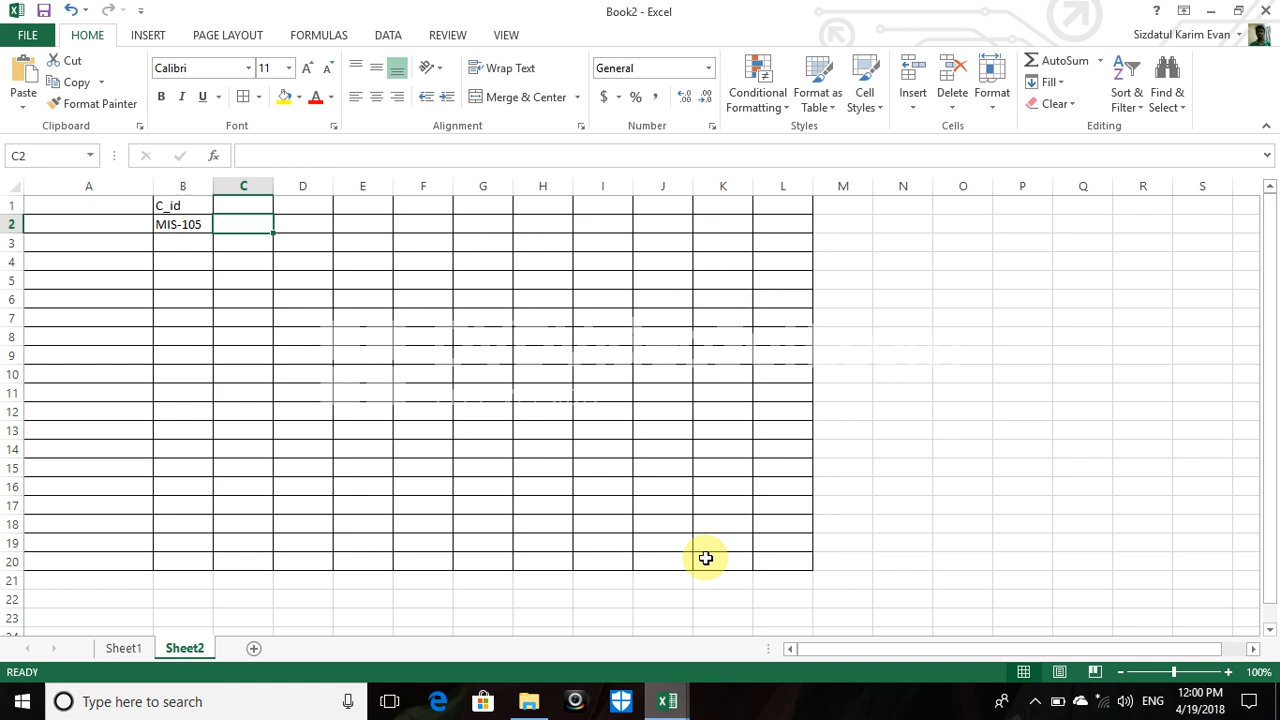 Book2 - Excel
FILE HOME INSERT PAGE LAYOUT FORMULAS DATA REVIEW VIEW Sizdatul Karim Evan
Cut
Copy
Format Painter
Paste
Clipboard
Calibri 11
B I U
Font
Wrap Text
Merge & Center
Alignment
General
$ % ,
Number
Conditional Formatting
Format as Table
Cell Styles
Styles
Insert Delete Format
Cells
AutoSum
Fill
Clear
Sort & Filter
Find & Select
Editing
C2 fx
A B C D E F G H I J K L M N O P Q R S
1 C_id
2 MIS-105
3
4
5
6
7
8
9
10
11
12
13
14
15
16
17
18
19
20
21
22
23
24
Sheet1 Sheet2
READY 100%
Type here to search
ENG
12:00 PM
4/19/2018